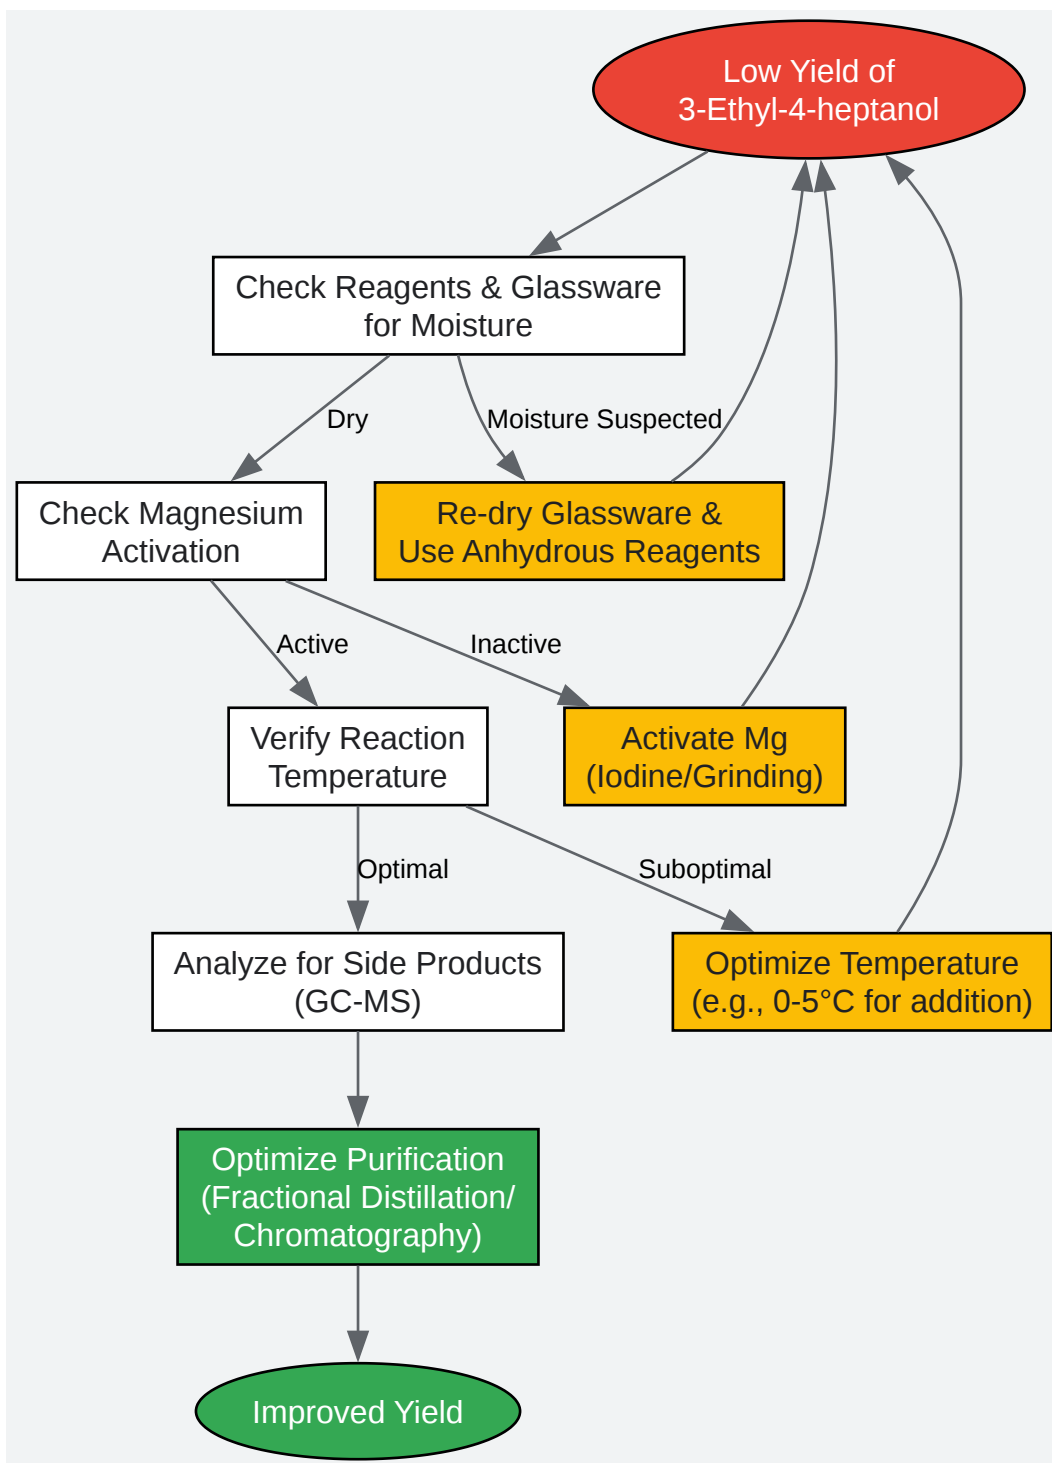 Low Yield of
3-Ethyl-4-heptanol
Check Reagents & Glassware
for Moisture
Dry
Moisture Suspected
Check Magnesium
Activation
Re-dry Glassware &
Use Anhydrous Reagents
Active
Inactive
Verify Reaction
Temperature
Activate Mg
(Iodine/Grinding)
Optimal
Suboptimal
Analyze for Side Products
(GC-MS)
Optimize Temperature
(e.g., 0-5°C for addition)
Optimize Purification
(Fractional Distillation/
Chromatography)
Improved Yield